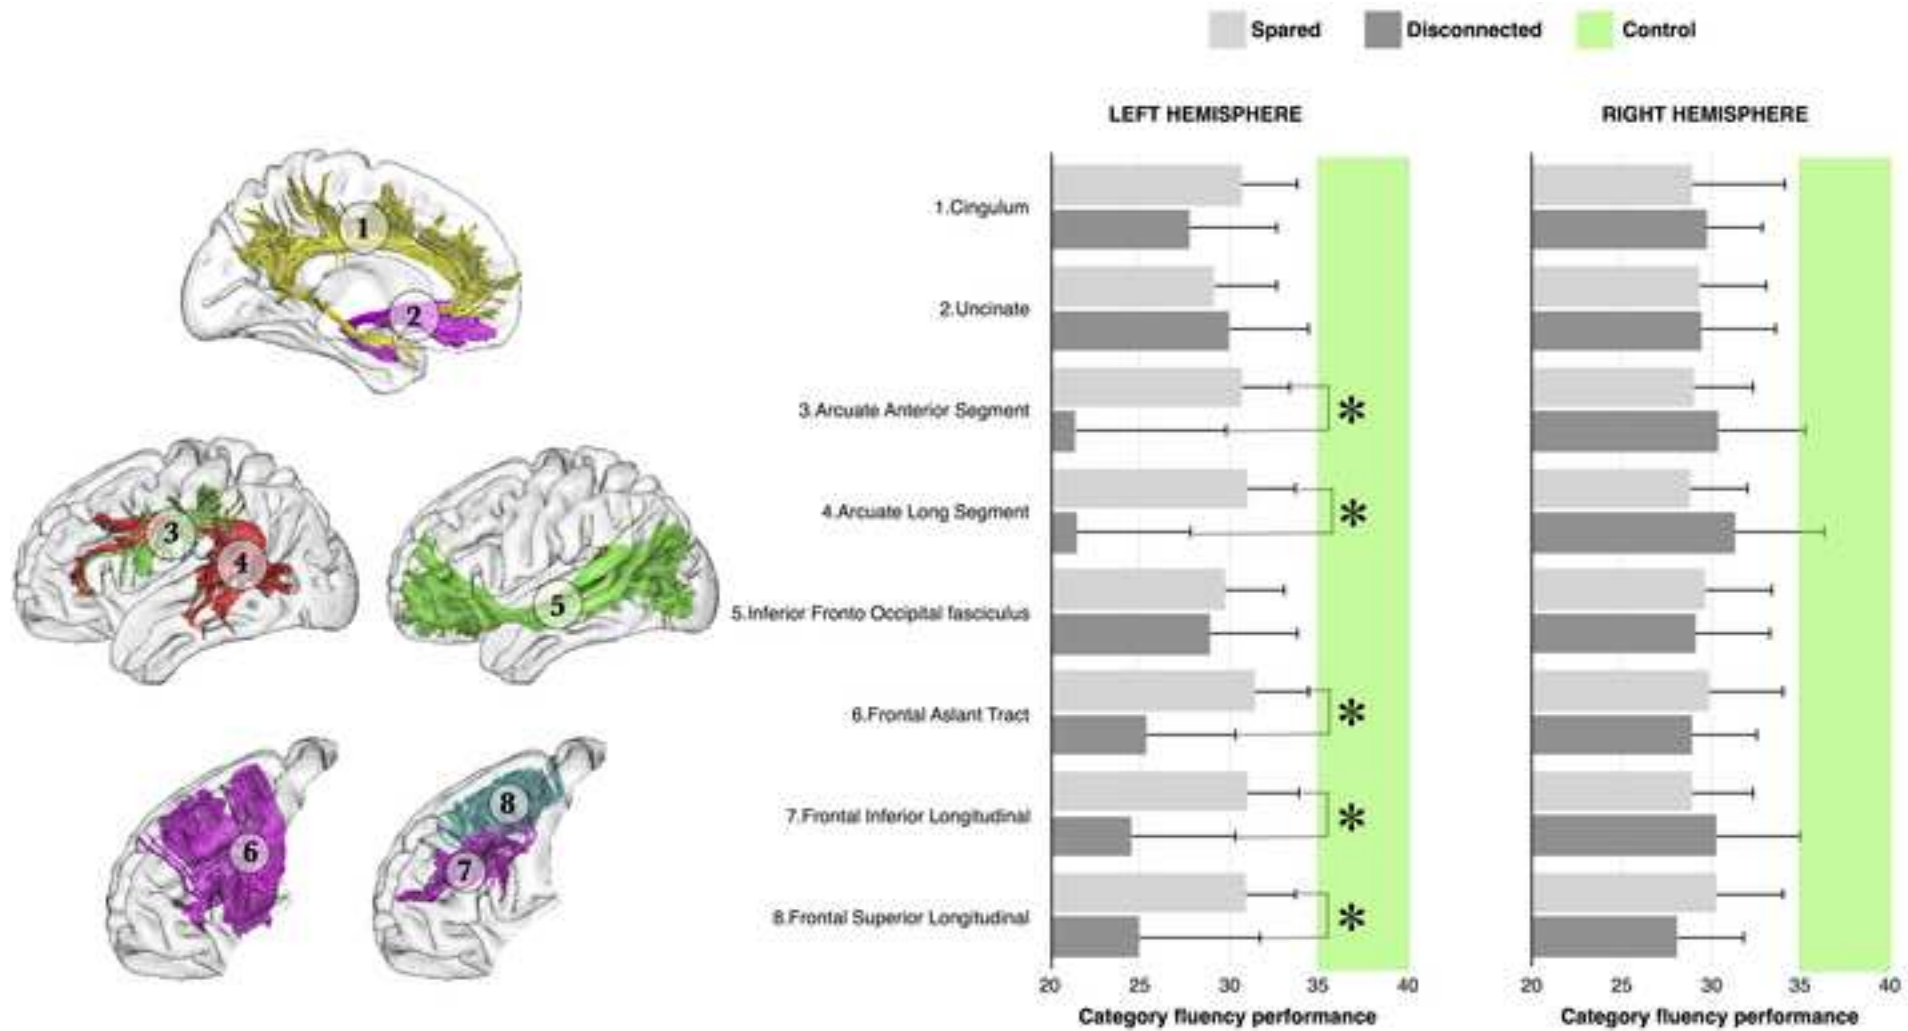 Spared Disconnected Control
LEFT HEMISPHERE RIGHT HEMISPHERE
1
2
3
4
5
6
7
8
1.Cingulum
2.Uncinate
3.Arcuate Anterior Segment
*
4.Arcuate Long Segment
*
5.Inferior Fronto Occipital fasciculus
6.Frontal Aslant Tract
*
7.Frontal Inferior Longitudinal
*
8.Frontal Superior Longitudinal
*
20 25 30 35 40 20 25 30 35 40
Category fluency performance Category fluency performance